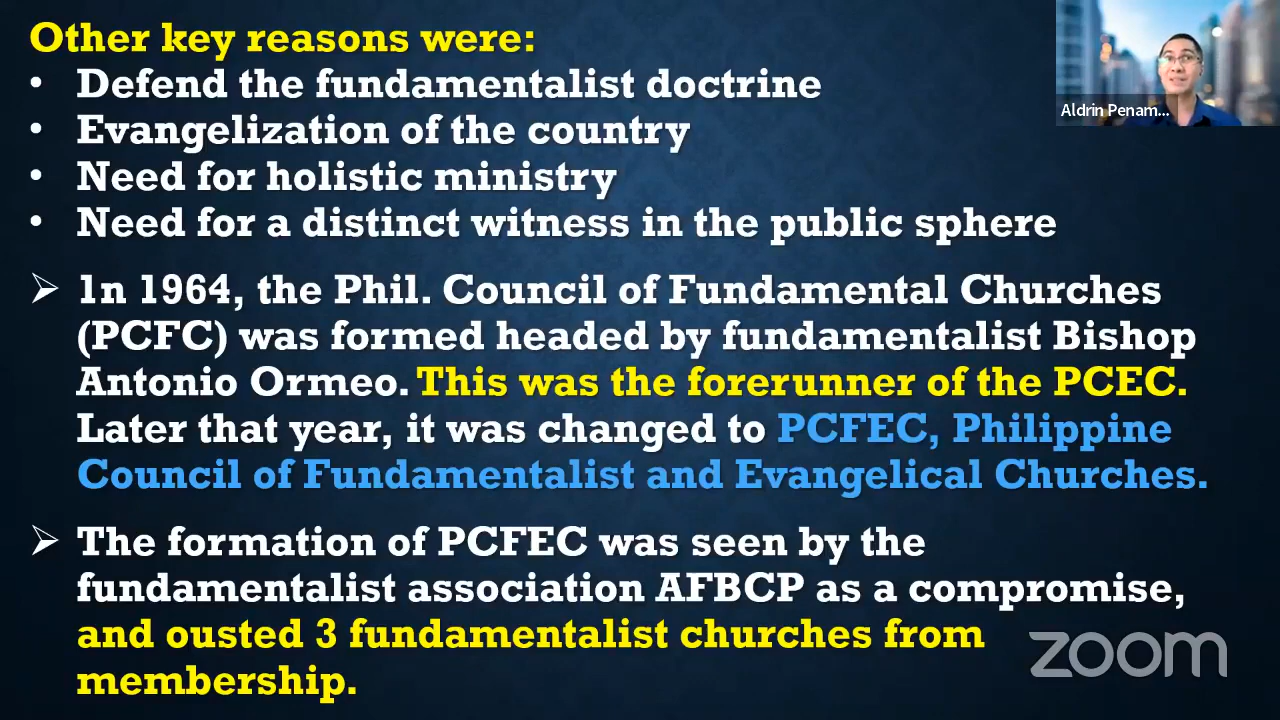 Other key reasons were:
• Defend the fundamentalist doctrine
• Evangelization of the country
• Need for holistic ministry
• Need for a distinct witness in the public sphere
➢ 1n 1964, the Phil. Council of Fundamental Churches
(PCFC) was formed headed by fundamentalist Bishop
Antonio Ormeo. This was the forerunner of the PCEC.
Later that year, it was changed to PCFEC, Philippine
Council of Fundamentalist and Evangelical Churches.
➢ The formation of PCFEC was seen by the
fundamentalist association AFBCP as a compromise,
and ousted 3 fundamentalist churches from
membership.
Aldrin Penam...
zoom